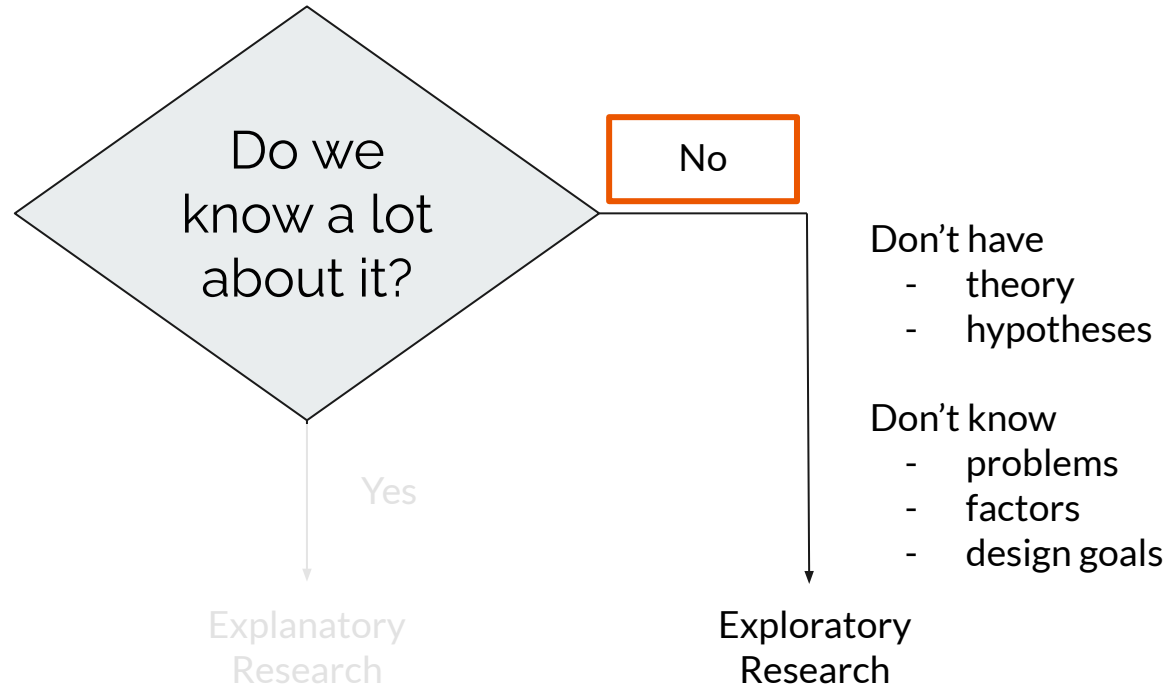 Do we
know a lot
about it?
No
Don't have
- theory
- hypotheses
Don't know
- problems
- factors
- design goals
Yes
Explanatory
Research
Exploratory
Research